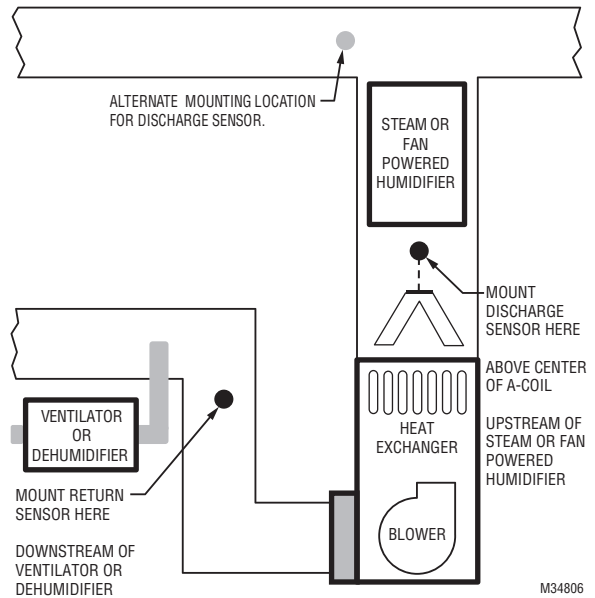 ALTERNATE MOUNTING LOCATION
FOR DISCHARGE SENSOR.
STEAM OR
FAN
POWERED
HUMIDIFIER
MOUNT
DISCHARGE
SENSOR HERE
ABOVE CENTER
OF A-COIL
UPSTREAM OF
STEAM OR FAN
POWERED
HUMIDIFIER
HEAT
EXCHANGER
BLOWER
VENTILATOR
OR
DEHUMIDIFIER
MOUNT RETURN
SENSOR HERE
DOWNSTREAM OF
VENTILATOR OR
DEHUMIDIFIER
M34806